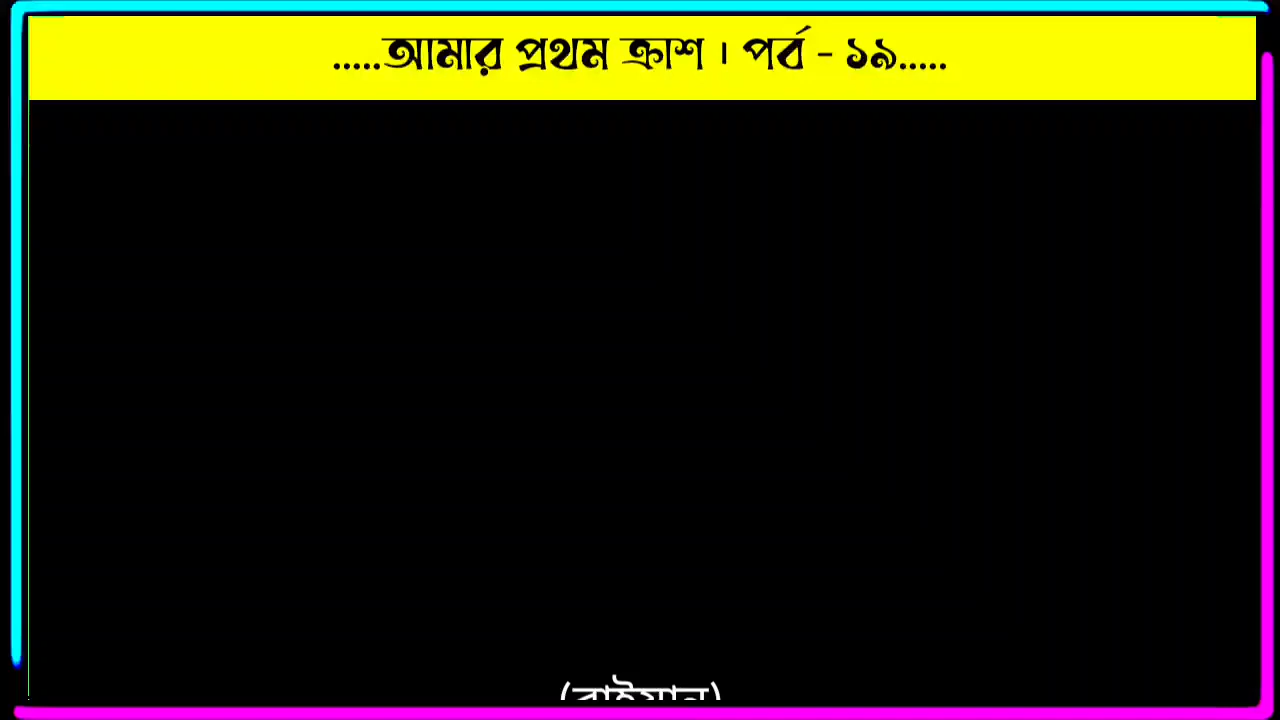 .....আমার প্রথম ক্রাশ । পর্ব - ১৯.....